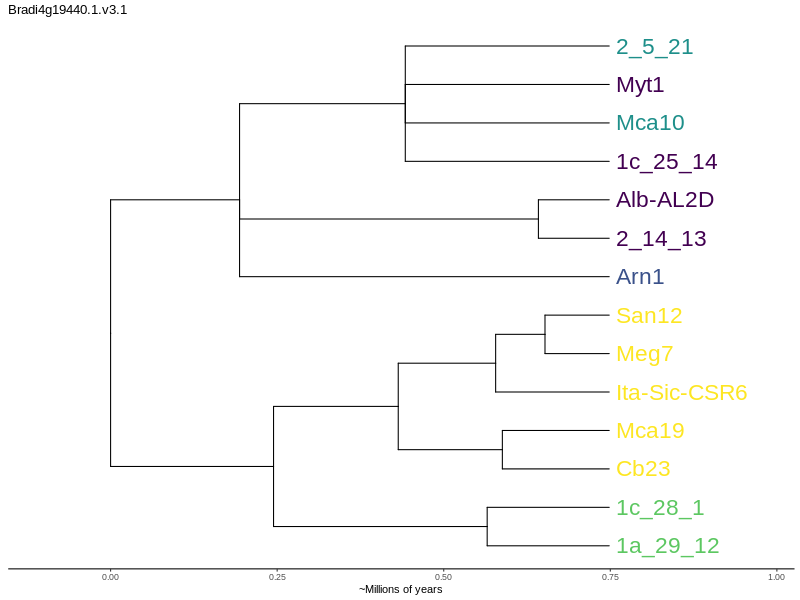 Bradi4g19440.1.v3.1
2_5_21
Myt1
Mca10
1c_25_14
Alb-AL2D
2_14_13
Arn1
San12
Meg7
Ita-Sic-CSR6
Mca19
Cb23
1c_28_1
1a_29_12
0.00 0.25 0.50 0.75 1.00
~Millions of years